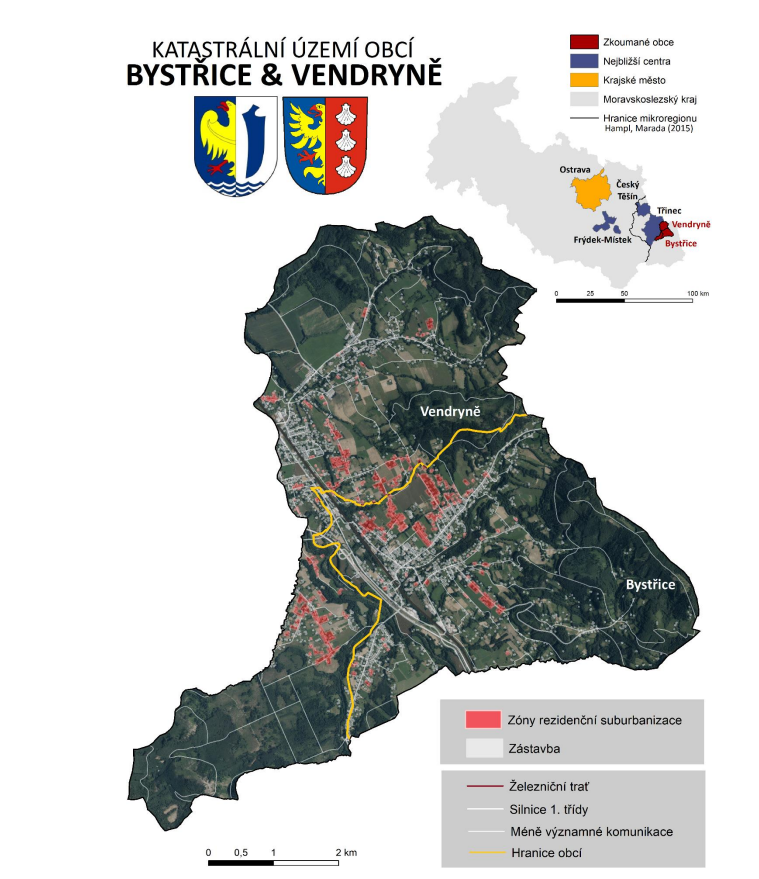 KATASTRÁLNÍ ÚZEMÍ OBCÍ
BYSTŘICE & VENDRYNĚ
Zkoumané obce
Nejbližší centra
Krajské město
Moravskoslezský kraj
Hranice mikroregionu
Hampl, Marada (2015)
Ostrava
Český
Těšín
Třinec
Vendryně
Frýdek-Místek
Bystřice
0 25 50 100 km
Vendryně
Bystřice
Zóny rezidenční suburbanizace
Zástavba
Železniční trať
Silnice 1. třídy
Méně významné komunikace
Hranice obcí
0 0,5 1 2 km